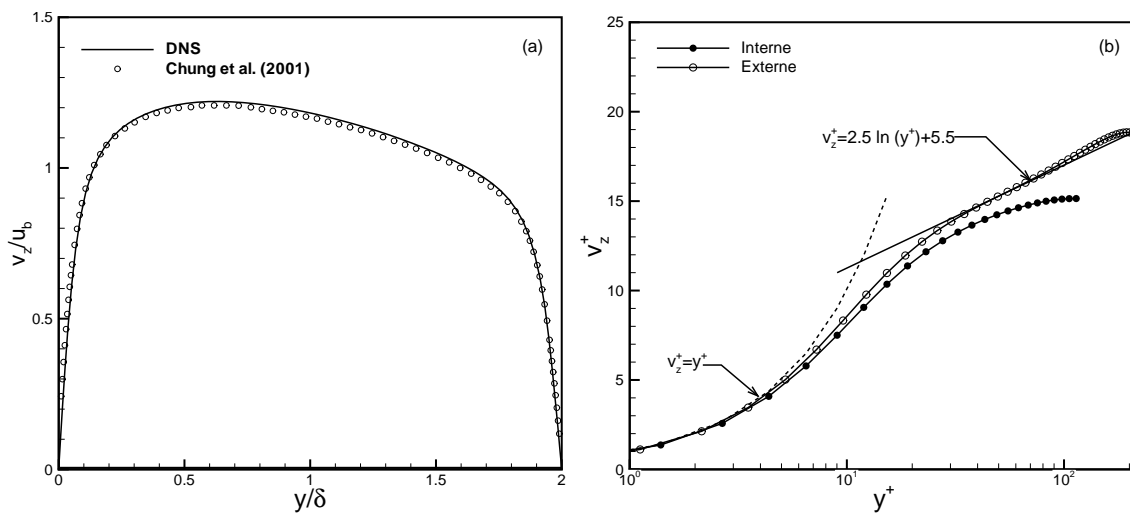 1.5
1
0.5
0
v_z/u_b
DNS
Chung et al. (2001)
(a)
0 0.5 1 1.5 2
y/δ
25
20
15
10
5
0
v_z^+
Interne
Externe
(b)
v_z^+=2.5 ln (y^+)+5.5
v_z^+=y^+
10^0 10^1 10^2
y^+